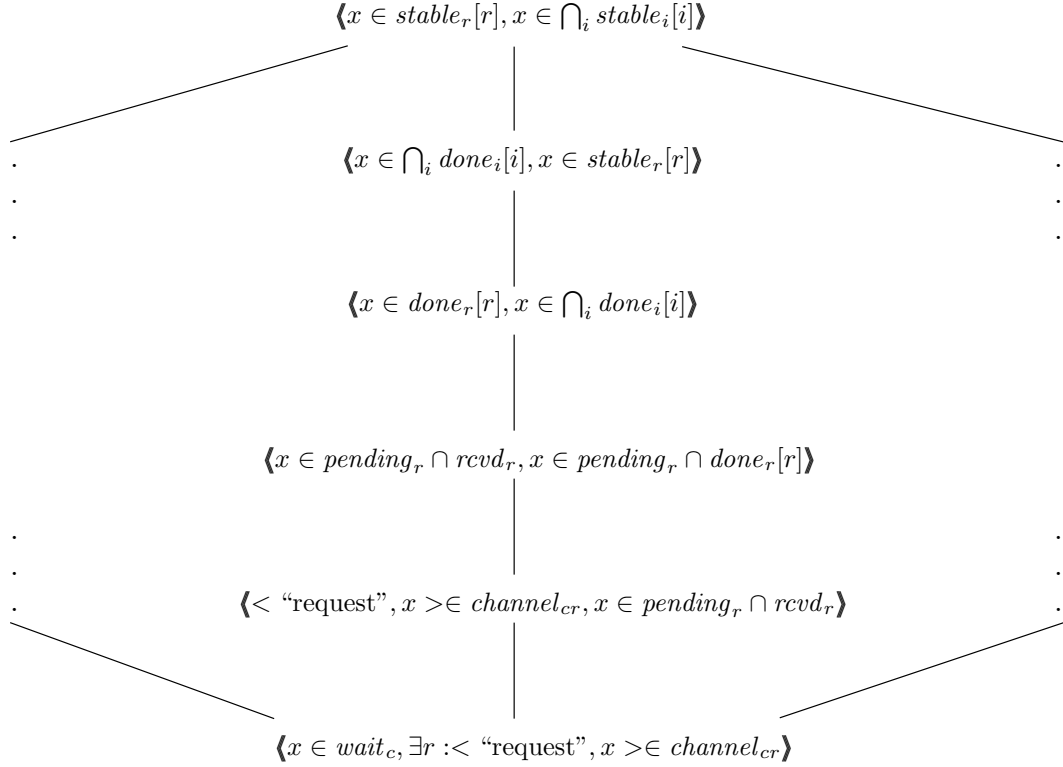 ⟪x ∈ stable_r[r], x ∈ ⋂_i stable_i[i]⟫
⟪x ∈ ⋂_i done_i[i], x ∈ stable_r[r]⟫
⟪x ∈ done_r[r], x ∈ ⋂_i done_i[i]⟫
⟪x ∈ pending_r ∩ rcvd_r, x ∈ pending_r ∩ done_r[r]⟫
⟪< “request”, x >∈ channel_cr, x ∈ pending_r ∩ rcvd_r⟫
⟪x ∈ wait_c, ∃r :< “request”, x >∈ channel_cr⟫